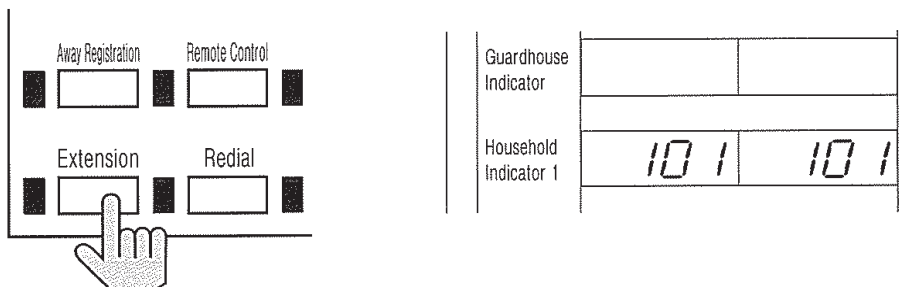 Away Registration Remote Control
Extension Redial
Guardhouse
Indicator
Household
Indicator 1
101 101